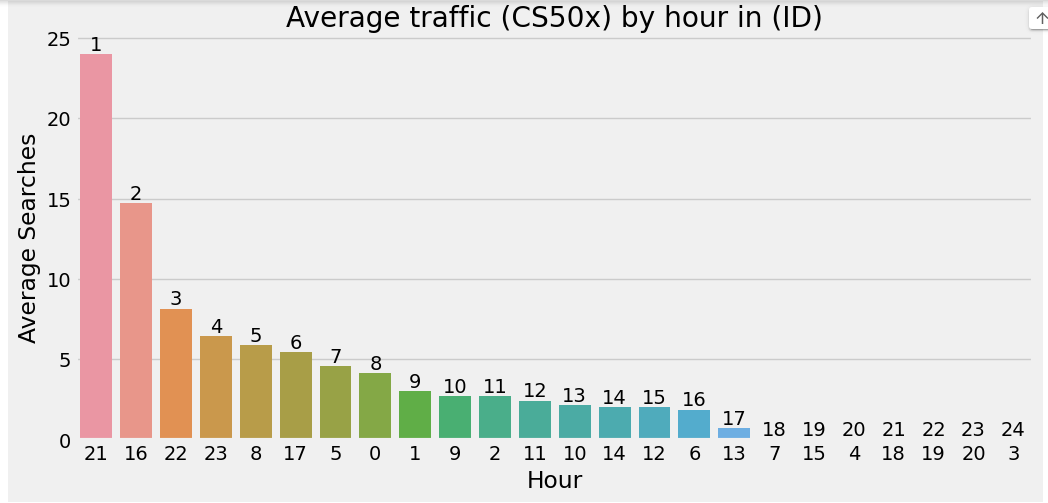 Average traffic (CS50x) by hour in (ID)
Average Searches
25
20
15
10
5
0
1 2 3 4 5 6 7 8 9 10 11 12 13 14 15 16 17 18 19 20 21 22 23 24
21 16 22 23 8 17 5 0 1 9 2 11 10 14 12 6 13 7 15 4 18 19 20 3
Hour